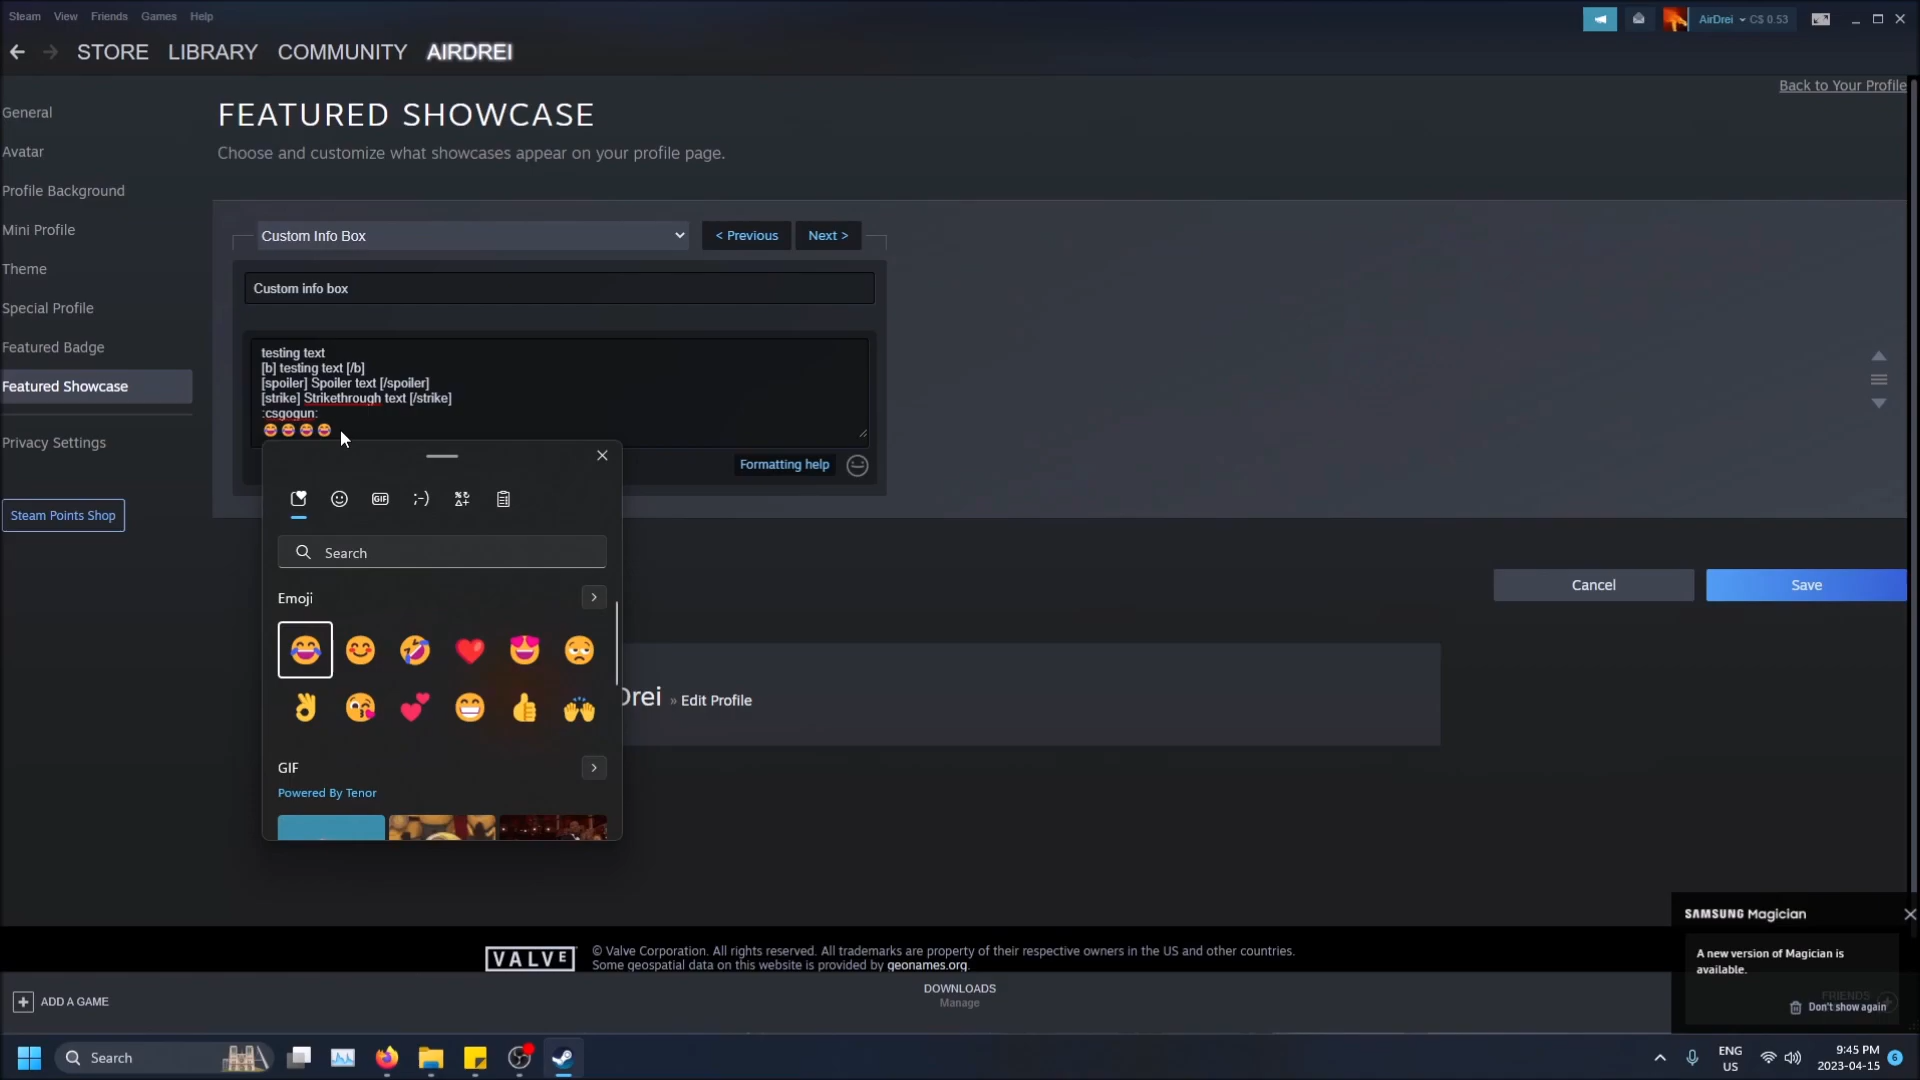 Steam View Friends Games Help
AirDrei C$ 0.53
STORE LIBRARY COMMUNITY AIRDREI
Back to Your Profile
General
Avatar
Profile Background
Mini Profile
Theme
Special Profile
Featured Badge
Featured Showcase
Privacy Settings
Steam Points Shop
FEATURED SHOWCASE
Choose and customize what showcases appear on your profile page.
Custom Info Box
< Previous
Next >
Custom info box
testing text
[b] testing text [/b]
[spoiler] Spoiler text [/spoiler]
[strike] Strikethrough text [/strike]
:csgogun:
😂 😂 😂 😂
Formatting help
GIF ;-)
Search
Emoji
GIF
Powered By Tenor
Cancel
Save
Drei » Edit Profile
VALVE
© Valve Corporation. All rights reserved. All trademarks are property of their respective owners in the US and other countries.
Some geospatial data on this website is provided by geonames.org.
SAMSUNG Magician
A new version of Magician is
available.
FRIENDS
Don't show again
ADD A GAME
DOWNLOADS
Manage
Search
ENG
US
9:45 PM
2023-04-15
6